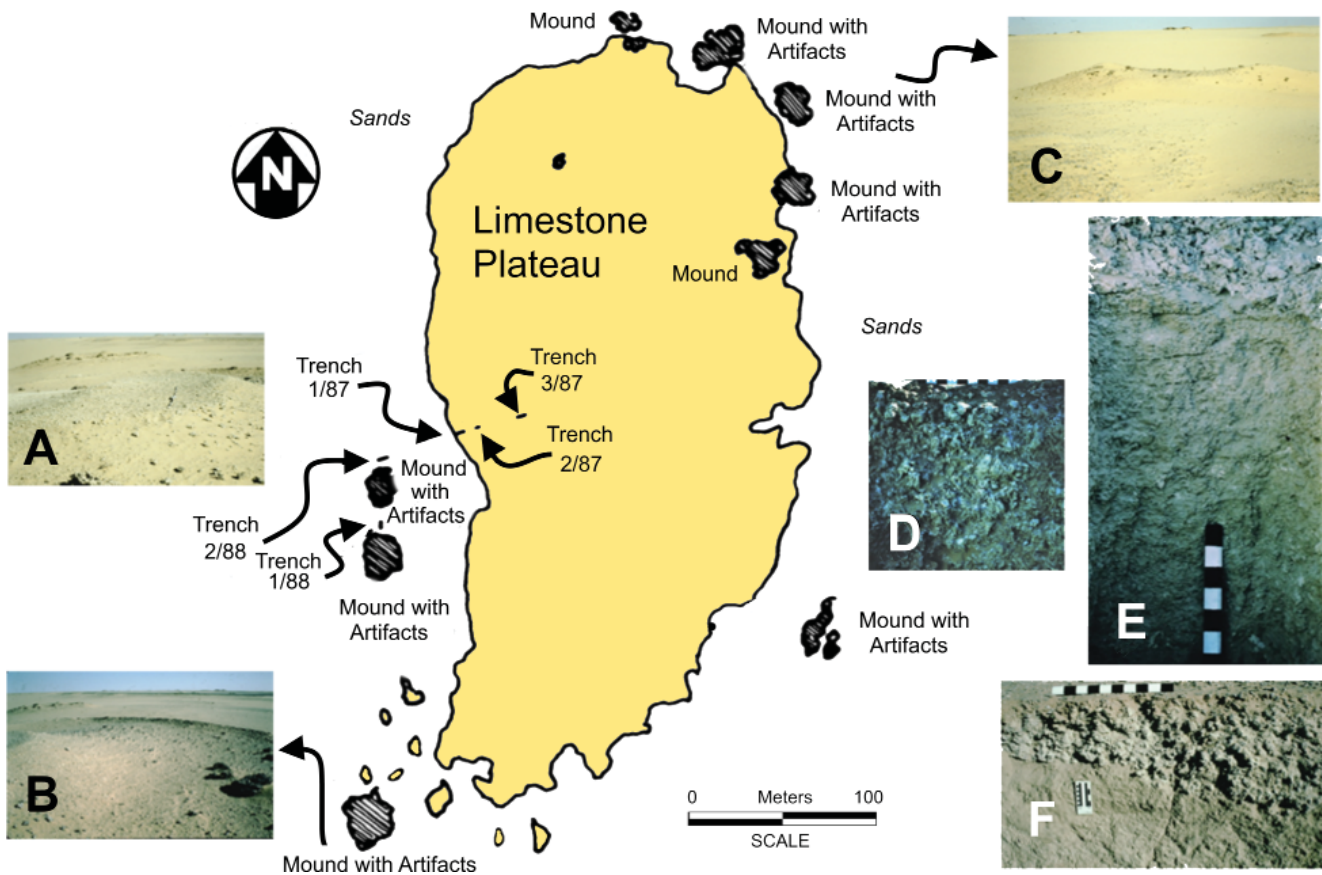 Mound
Mound with
Artifacts
Sands
N
Mound with
Artifacts
C
Mound with
Artifacts
Limestone
Plateau
Mound
Sands
A
Trench
1/87
Trench
3/87
Trench
2/87
Mound
with
Artifacts
Trench
2/88
Trench
1/88
Mound with
Artifacts
D
E
Mound with
Artifacts
B
F
0 Meters 100
SCALE
Mound with Artifacts